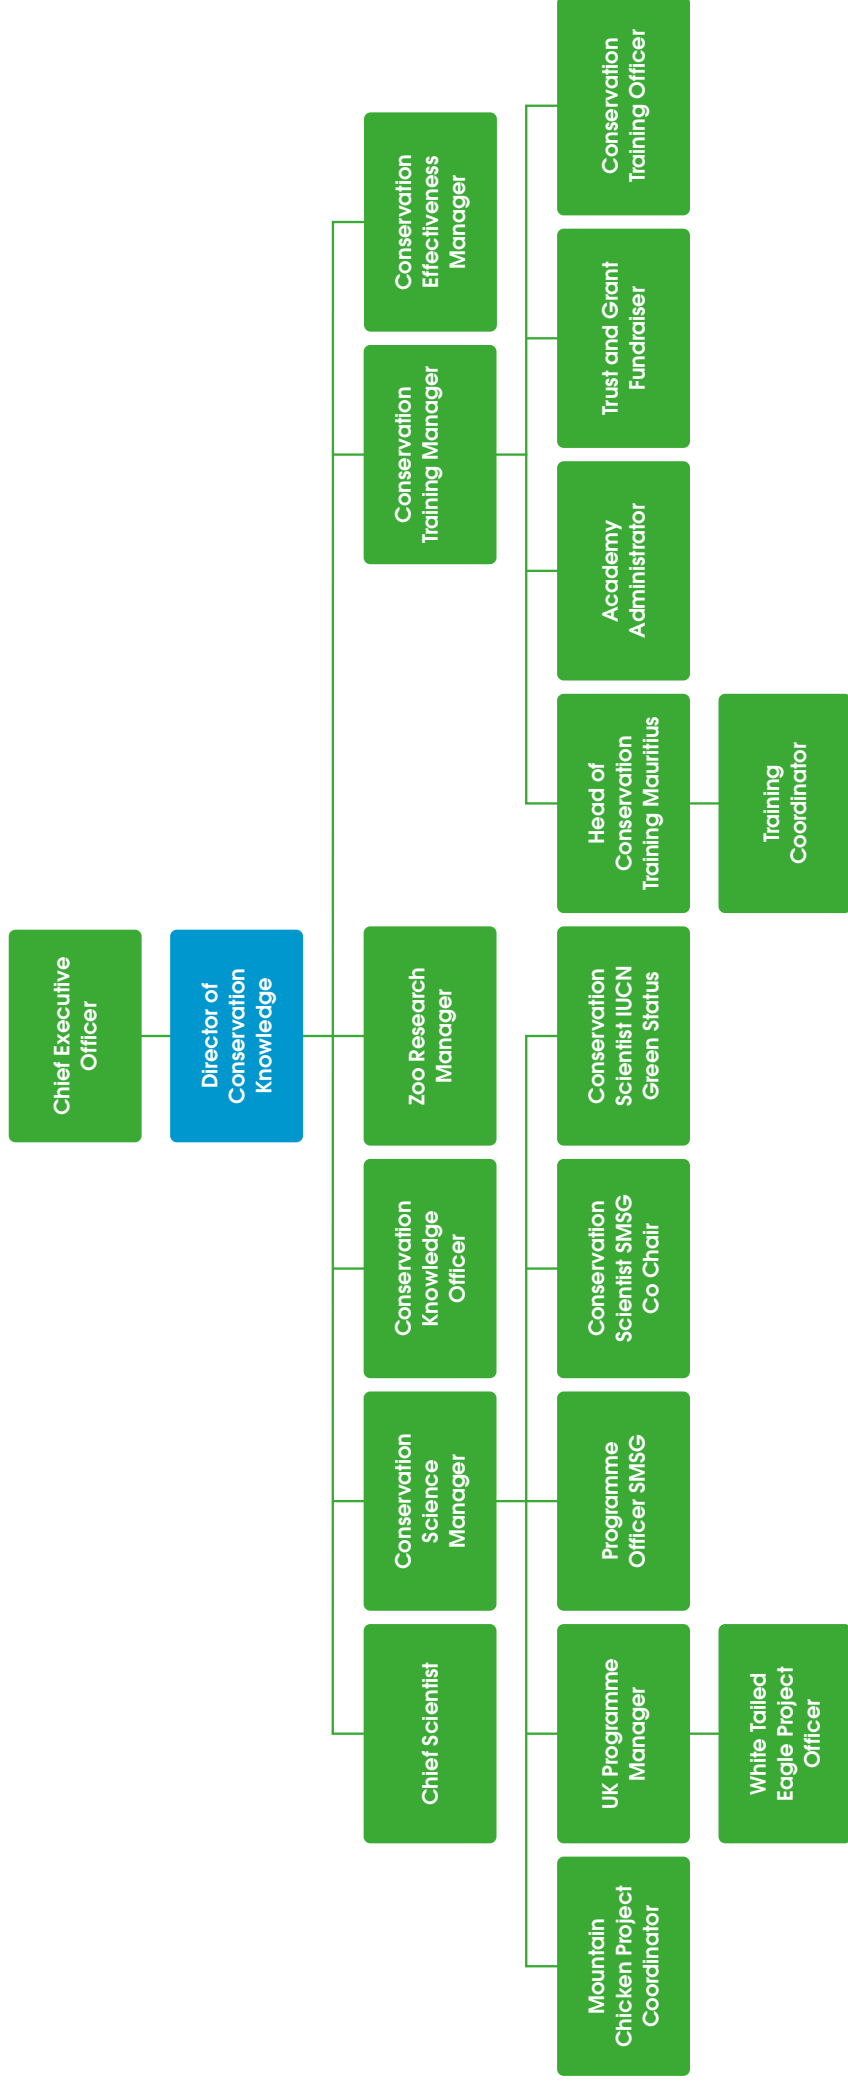 Chief Executive
Officer
Director of
Conservation
Knowledge
Chief Scientist
Conservation
Science
Manager
Conservation
Knowledge
Officer
Zoo Research
Manager
Conservation
Training Manager
Conservation
Effectiveness
Manager
Mountain
Chicken Project
Coordinator
UK Programme
Manager
Programme
Officer SMSG
Conservation
Scientist SMSG
Co Chair
Conservation
Scientist IUCN
Green Status
Head of
Conservation
Training Mauritius
Academy
Administrator
Trust and Grant
Fundraiser
Conservation
Training Officer
White Tailed
Eagle Project
Officer
Training
Coordinator